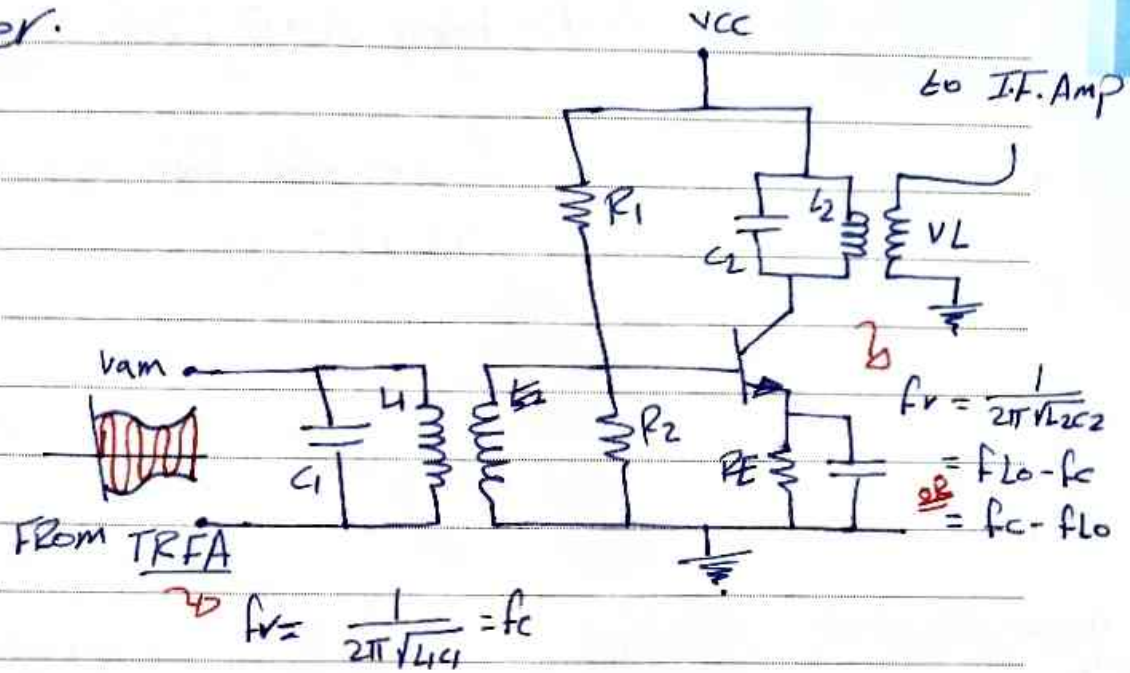 or.
VCC
to I.F. Amp
R1
L2
C2
VL
Vam
L1
R2
C1
RE
fr = 1/2π√L2C2
= fLo - fc
OR
= fc - fLo
FROM TRFA
fr = 1/2π√L1C1 = fc